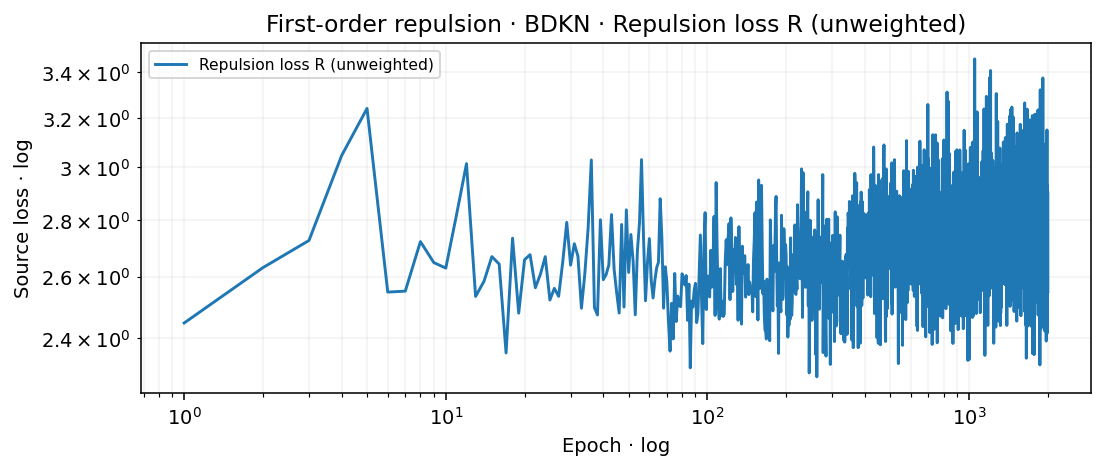 First-order repulsion · BDKN · Repulsion loss R (unweighted)
Repulsion loss R (unweighted)
Source loss · log
3.4 × 10⁰
3.2 × 10⁰
3 × 10⁰
2.8 × 10⁰
2.6 × 10⁰
2.4 × 10⁰
10⁰ 10¹ 10² 10³
Epoch · log